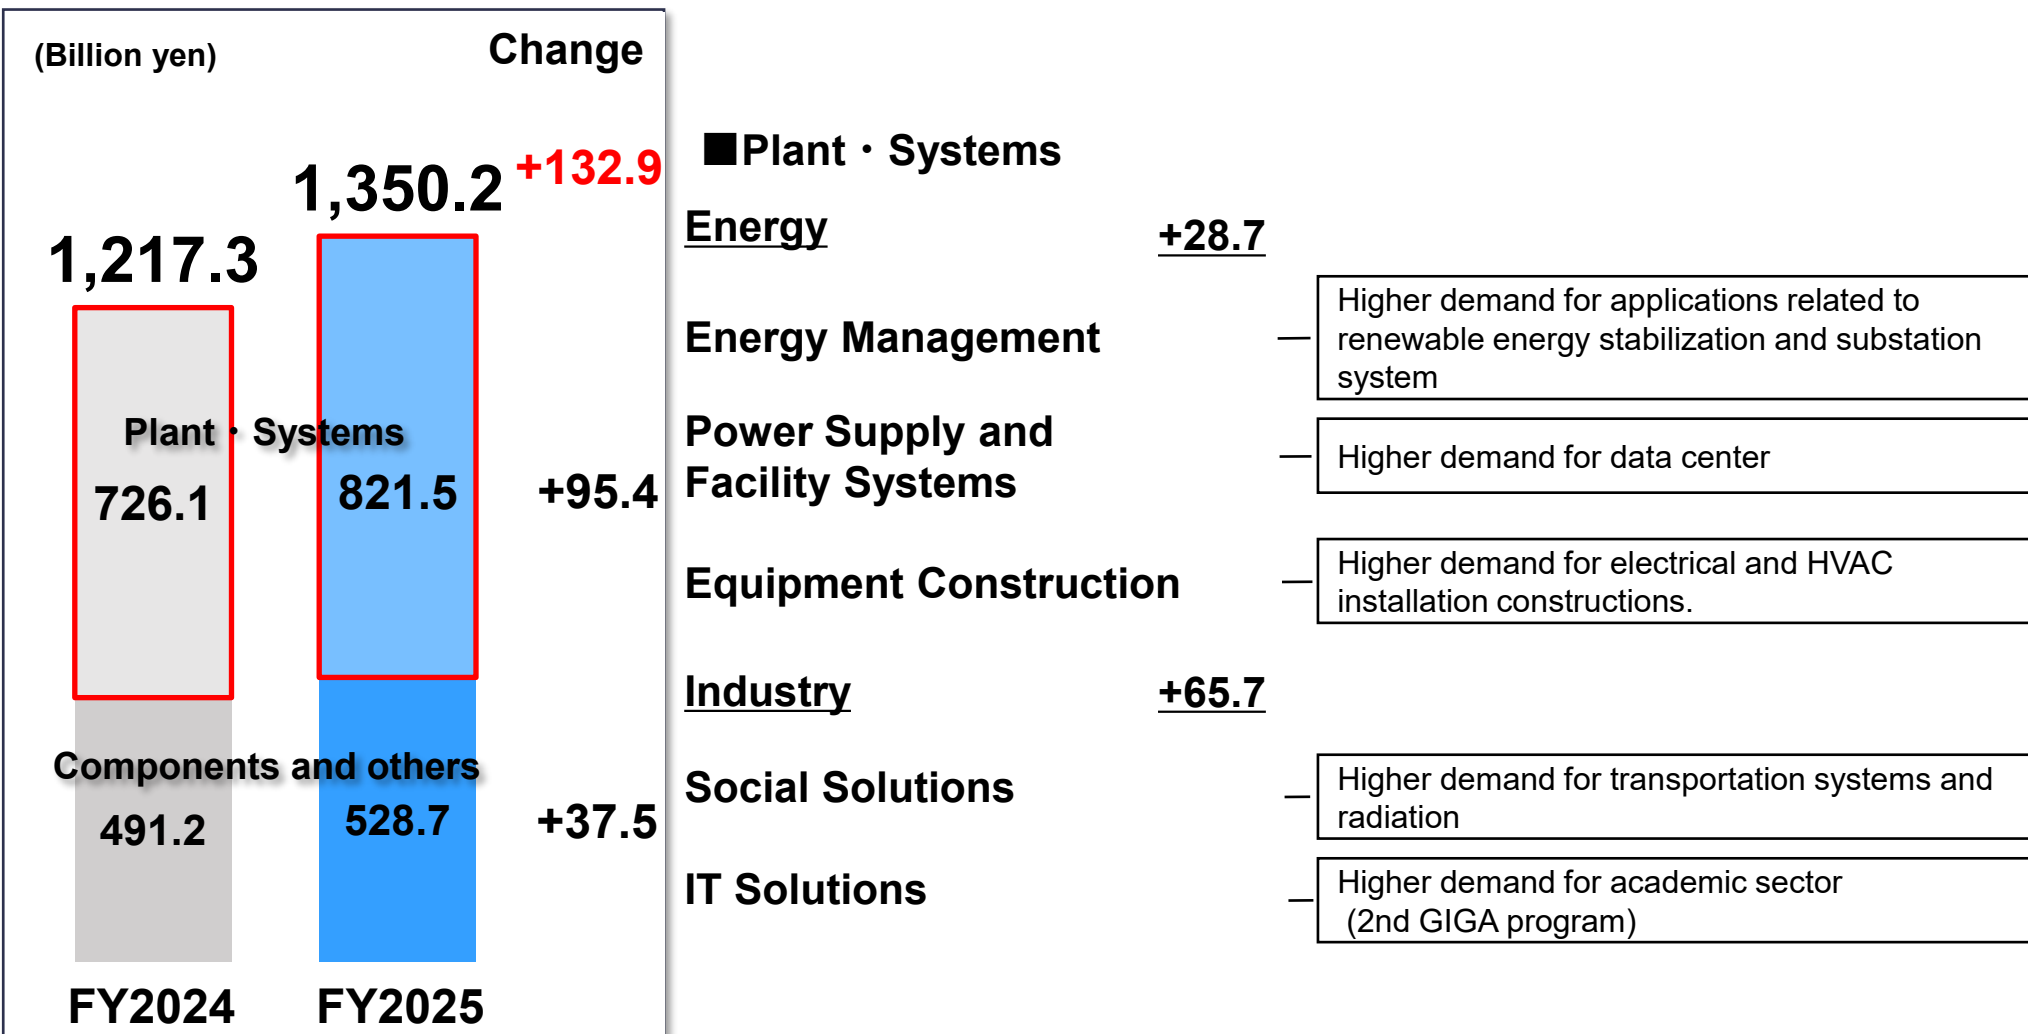 (Billion yen)
Change
1,217.3
1,350.2
+132.9
Plant・Systems
726.1
821.5
+95.4
Components and others
491.2
528.7
+37.5
FY2024
FY2025
■Plant・Systems
Energy
+28.7
Energy Management
Higher demand for applications related to
renewable energy stabilization and substation
system
Power Supply and
Facility Systems
Higher demand for data center
Equipment Construction
Higher demand for electrical and HVAC
installation constructions.
Industry
+65.7
Social Solutions
Higher demand for transportation systems and
radiation
IT Solutions
Higher demand for academic sector
(2nd GIGA program)